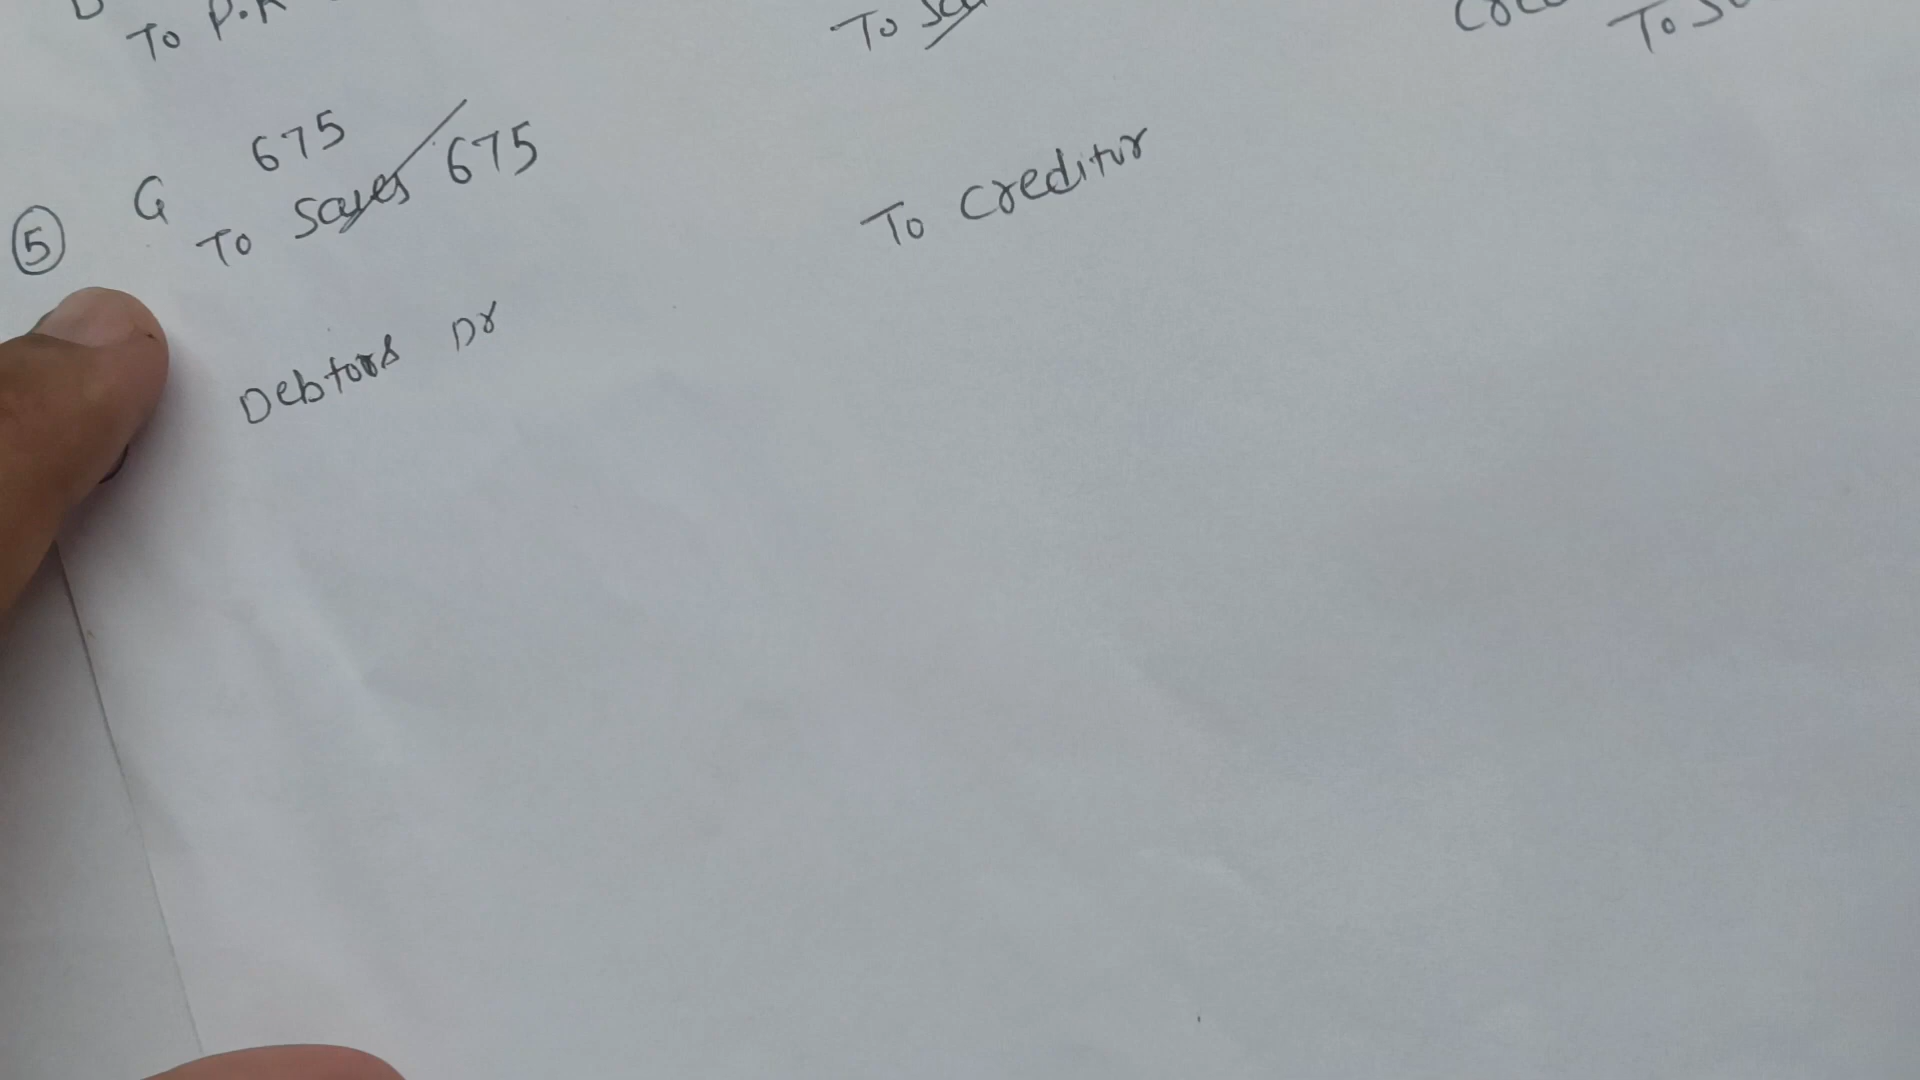 To P.R
To
To
675
⑤ G
To Sales 675
To Creditor
Debtors Dr